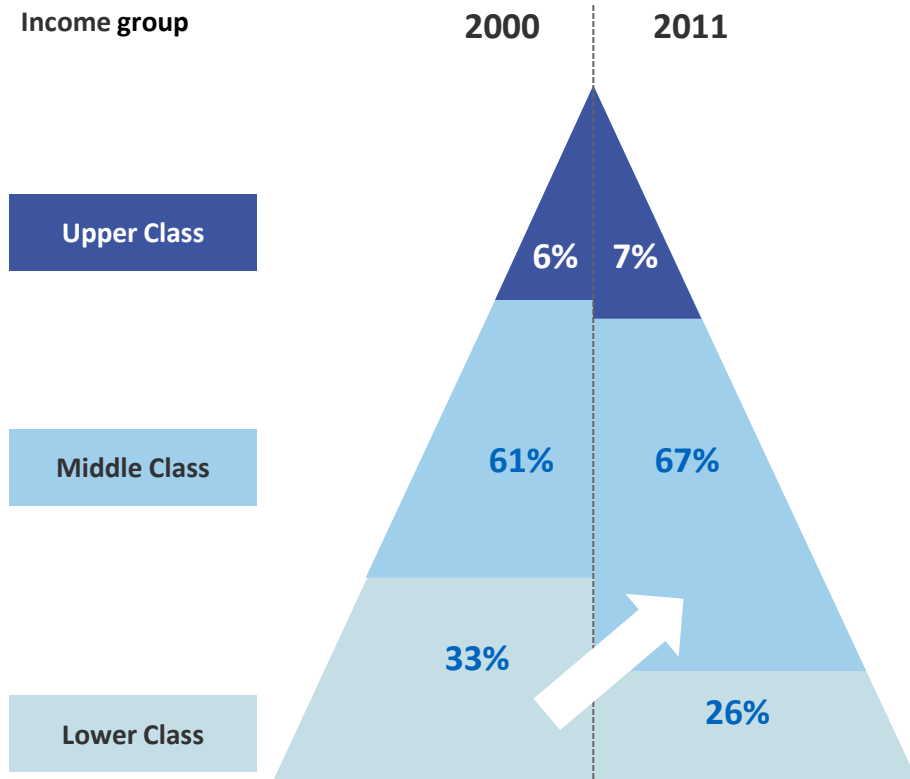 Income group
2000
2011
Upper Class
6%
7%
Middle Class
61%
67%
33%
26%
Lower Class